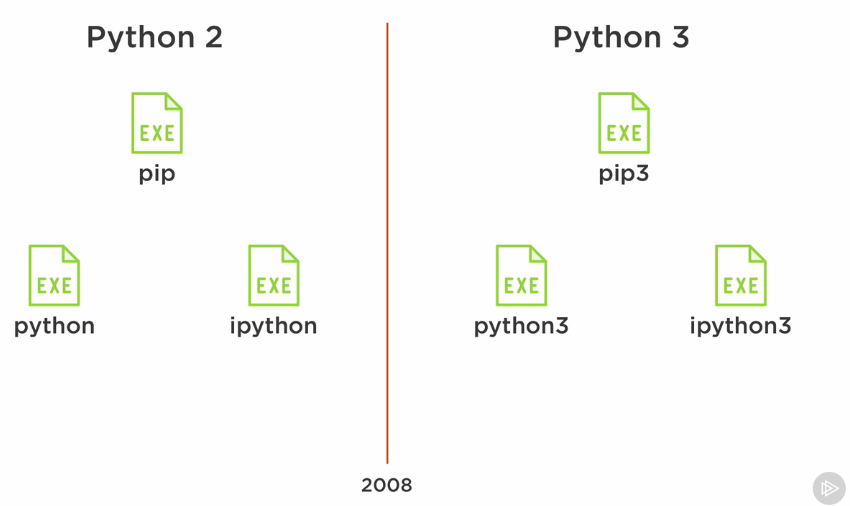 Python 2
Python 3
EXE
pip
EXE
pip3
EXE
python
EXE
ipython
EXE
python3
EXE
ipython3
2008